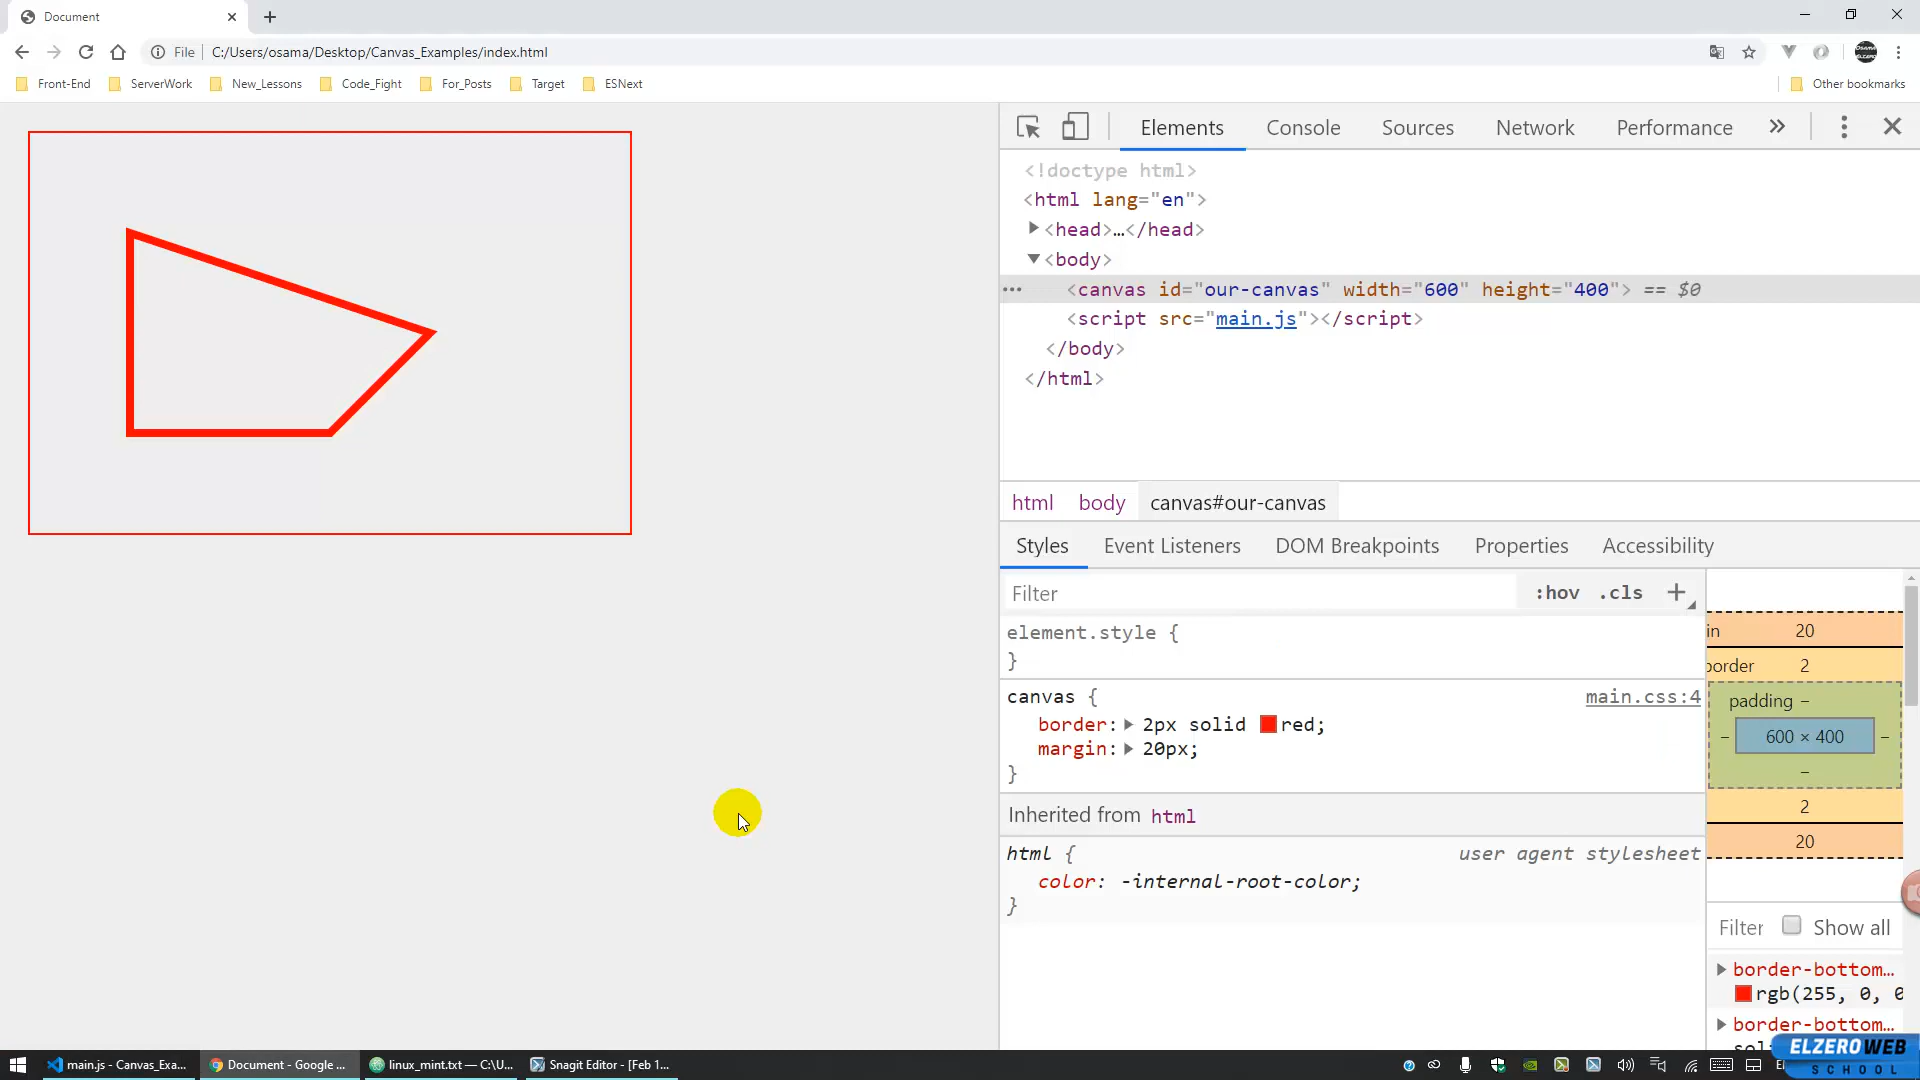 Document
File
C:/Users/osama/Desktop/Canvas_Examples/index.html
Front-End
ServerWork
New_Lessons
Code_Fight
For_Posts
Target
ESNext
Other bookmarks
Elements
Console
Sources
Network
Performance
<!doctype html>
<html lang="en">
<head>…</head>
<body>
<canvas id="our-canvas" width="600" height="400"> == $0
<script src="main.js"></script>
</body>
</html>
html
body
canvas#our-canvas
Styles
Event Listeners
DOM Breakpoints
Properties
Accessibility
Filter
:hov
.cls
element.style {
}
canvas {
main.css:4
border: 2px solid red;
margin: 20px;
}
Inherited from html
html {
user agent stylesheet
color: -internal-root-color;
}
in
20
border
2
padding –
– 600 × 400 –
–
2
20
Filter
Show all
border-bottom…
rgb(255, 0, 0
border-bottom…
main.js - Canvas_Exa...
Document - Google ...
linux_mint.txt — C:\U...
Snagit Editor - [Feb 1...
ELZEROWEB
SCHOOL